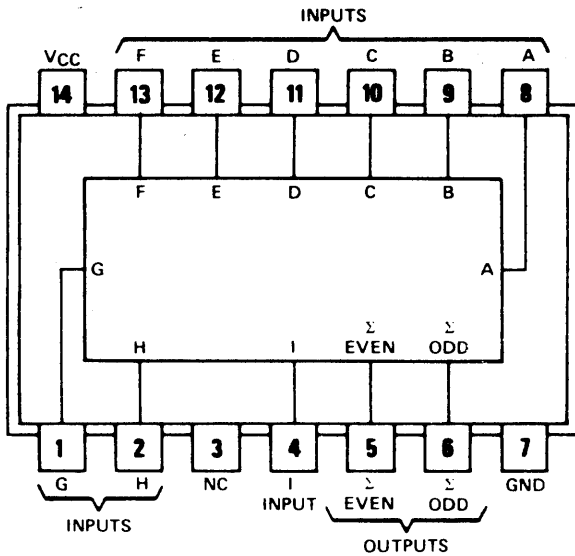 INPUTS
VCC F E D C B A
14 13 12 11 10 9 8
F E D C B
G A
Σ Σ
H I EVEN ODD
1 2 3 4 5 6 7
G H NC I Σ Σ GND
INPUT EVEN ODD
INPUTS
OUTPUTS